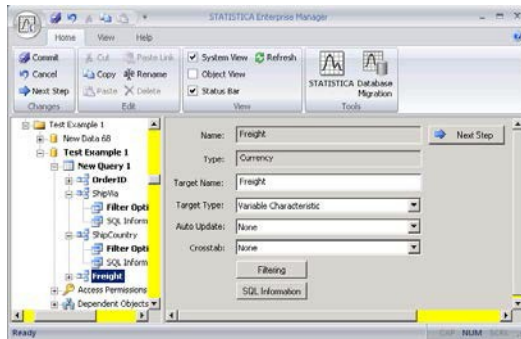 STATISTICA Enterprise Manager
Home View Help
Commit
Cancel
Next Step
Changes
Cut
Copy
Paste
Paste Link
Rename
Delete
Edit
System View
Object View
Status Bar
Refresh
View
STATISTICA
Database Migration
Tools
Test Example 1
New Data 68
Test Example 1
New Query 1
OrderID
ShipVia
Filter Opti
SQL Inform
ShipCountry
Filter Opti
SQL Inform
Freight
Access Permissions
Dependent Objects
Name: Freight
Next Step
Type: Currency
Target Name: Freight
Target Type: Variable Characteristic
Auto Update: None
Crosstab: None
Filtering
SQL Information
Ready
CAP NUM SCRL